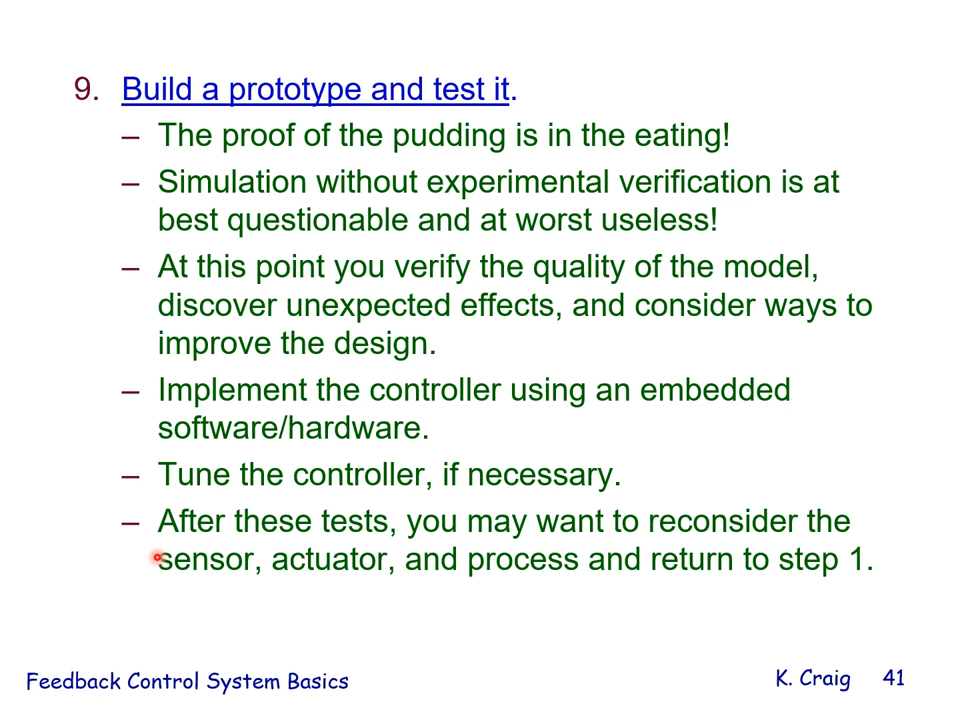 9. Build a prototype and test it.
– The proof of the pudding is in the eating!
– Simulation without experimental verification is at
best questionable and at worst useless!
– At this point you verify the quality of the model,
discover unexpected effects, and consider ways to
improve the design.
– Implement the controller using an embedded
software/hardware.
– Tune the controller, if necessary.
– After these tests, you may want to reconsider the
sensor, actuator, and process and return to step 1.
Feedback Control System Basics
K. Craig 41